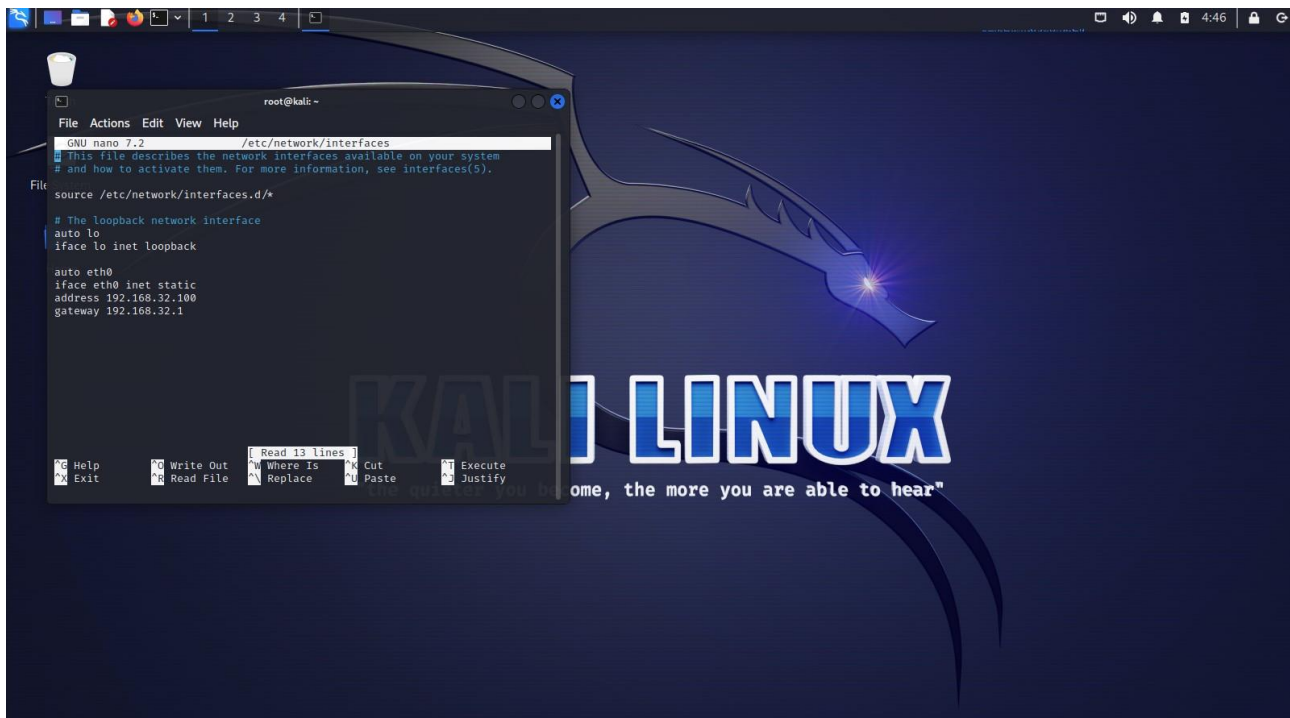 1 2 3 4
4:46
root@kali: ~
File Actions Edit View Help
GNU nano 7.2 /etc/network/interfaces
# This file describes the network interfaces available on your system
# and how to activate them. For more information, see interfaces(5).
File
source /etc/network/interfaces.d/*
# The loopback network interface
auto lo
iface lo inet loopback
auto eth0
iface eth0 inet static
address 192.168.32.100
gateway 192.168.32.1
KALI LINUX
[ Read 13 lines ]
^G Help ^O Write Out ^W Where Is ^K Cut ^T Execute
^X Exit ^R Read File ^\ Replace ^U Paste ^J Justify
the quieter you become, the more you are able to hear"